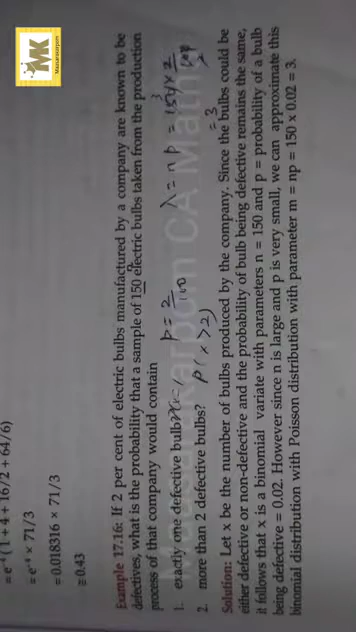 = e⁻⁴ (1 + 4 + 16/2 + 64/6)
= e⁻⁴ × 71/3
= 0.018316 × 71/3
≅ 0.43
Example 17.16: If 2 per cent of electric bulbs manufactured by a company are known to be
defectives, what is the probability that a sample of 150 electric bulbs taken from the production
process of that company would contain
1. exactly one defective bulb?
2. more than 2 defective bulbs?
p = 2/100
λ = np = 150 × 2/100
= 3
P(x > 2)
Solution: Let x be the number of bulbs produced by the company. Since the bulbs could be
either defective or non-defective and the probability of bulb being defective remains the same,
it follows that x is a binomial variate with parameters n = 150 and p = probability of a bulb
being defective = 0.02. However since n is large and p is very small, we can approximate this
binomial distribution with Poisson distribution with parameter m = np = 150 x 0.02 = 3.
MK